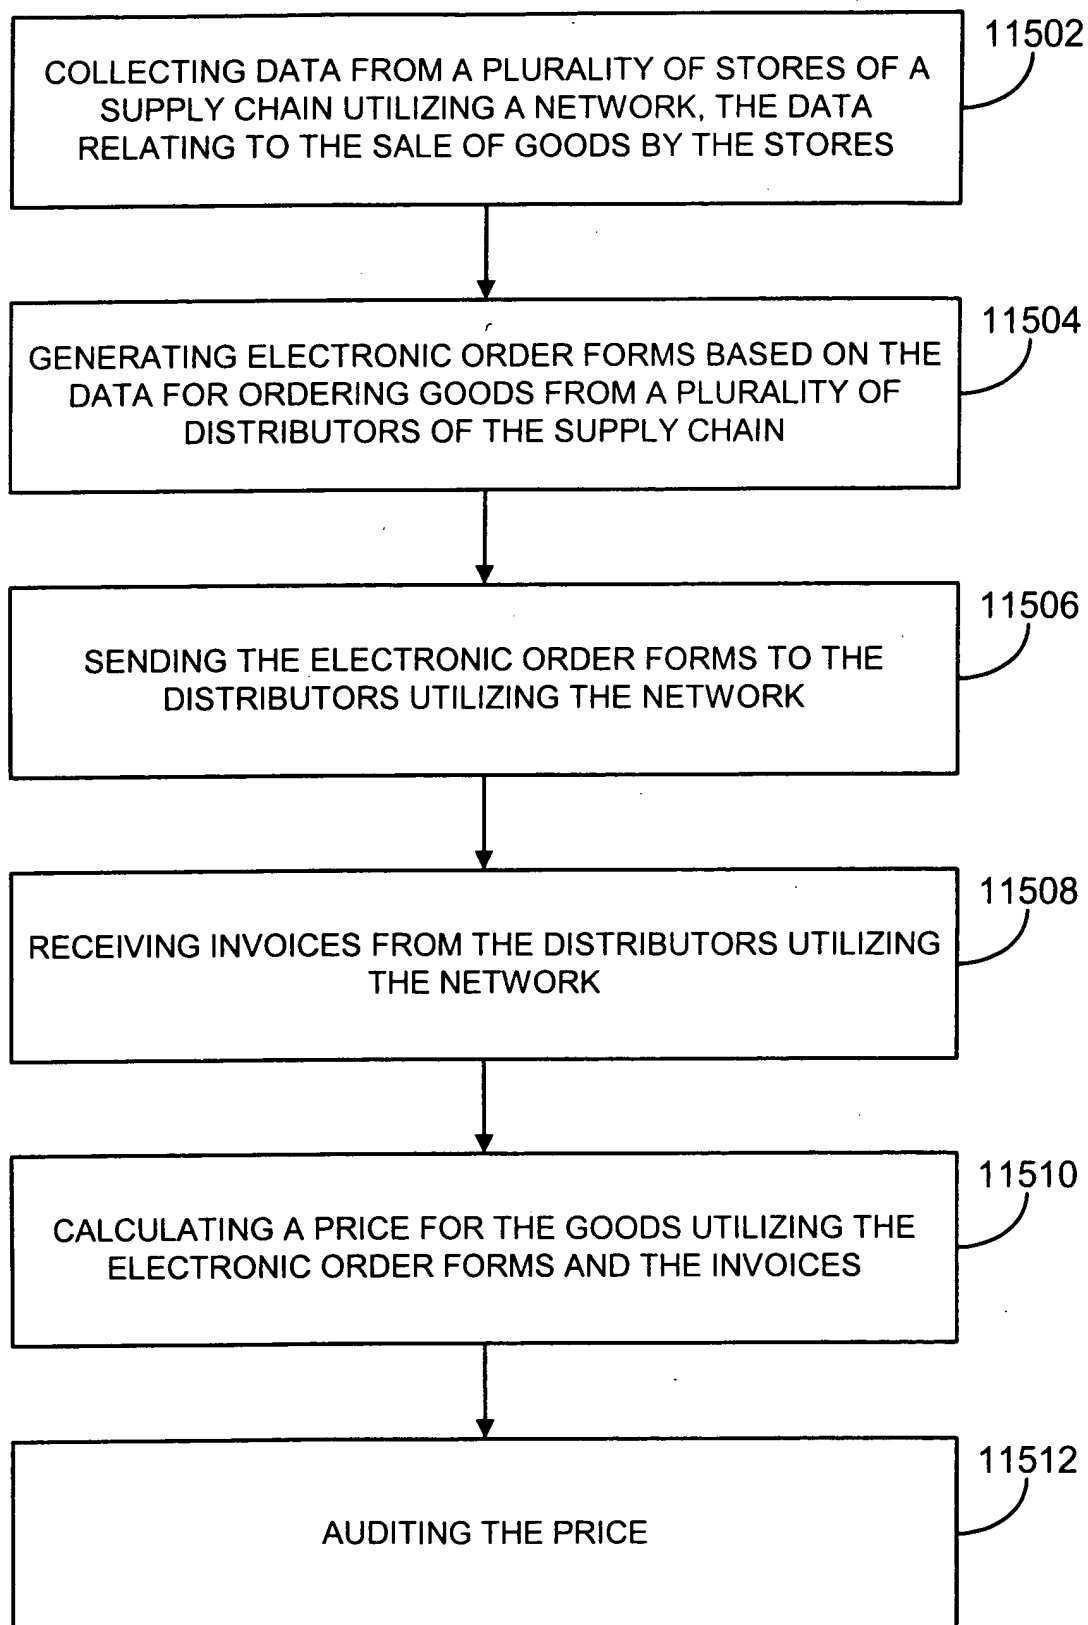 11502
COLLECTING DATA FROM A PLURALITY OF STORES OF A
SUPPLY CHAIN UTILIZING A NETWORK, THE DATA
RELATING TO THE SALE OF GOODS BY THE STORES
11504
GENERATING ELECTRONIC ORDER FORMS BASED ON THE
DATA FOR ORDERING GOODS FROM A PLURALITY OF
DISTRIBUTORS OF THE SUPPLY CHAIN
11506
SENDING THE ELECTRONIC ORDER FORMS TO THE
DISTRIBUTORS UTILIZING THE NETWORK
11508
RECEIVING INVOICES FROM THE DISTRIBUTORS UTILIZING
THE NETWORK
11510
CALCULATING A PRICE FOR THE GOODS UTILIZING THE
ELECTRONIC ORDER FORMS AND THE INVOICES
11512
AUDITING THE PRICE